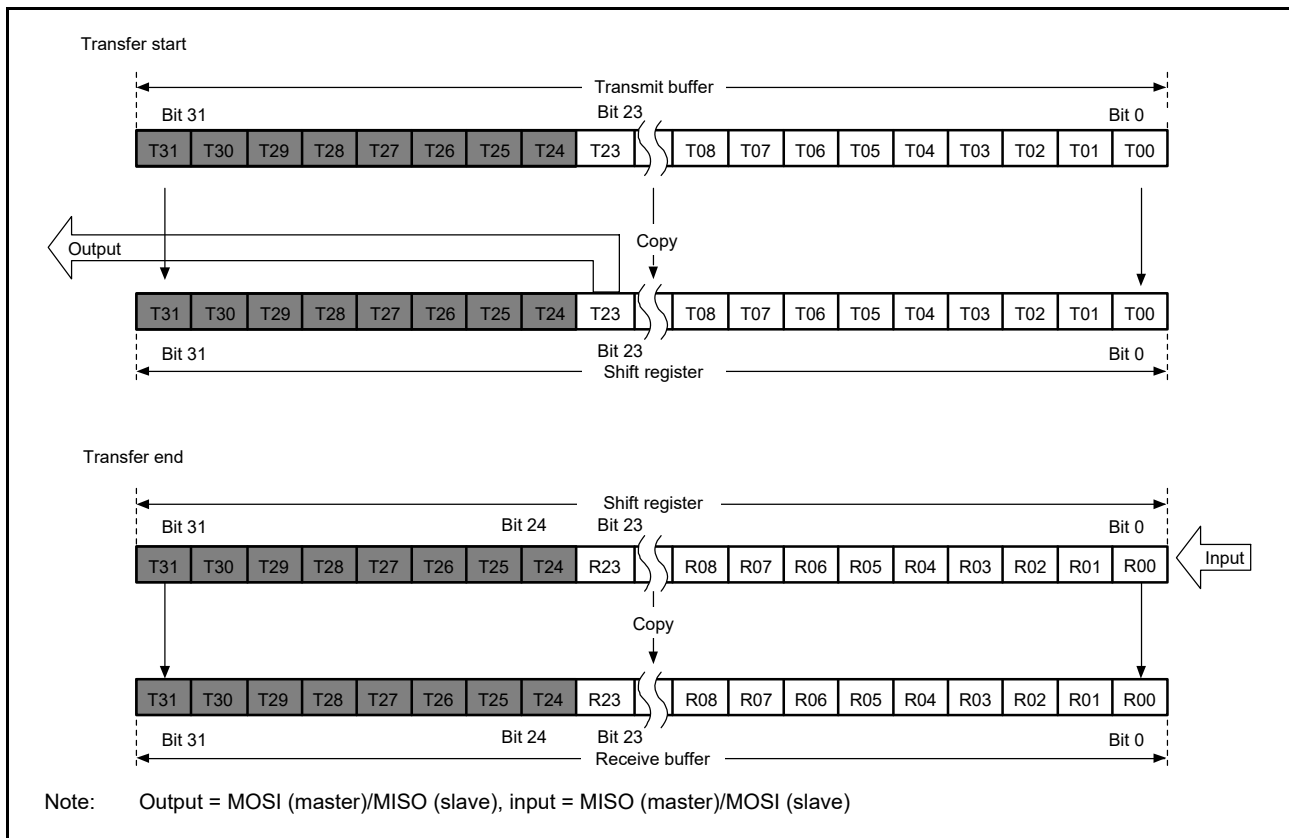 Transfer start
Transmit buffer
Bit 31 Bit 23 Bit 0
T31 T30 T29 T28 T27 T26 T25 T24 T23 T08 T07 T06 T05 T04 T03 T02 T01 T00
Output Copy
T31 T30 T29 T28 T27 T26 T25 T24 T23 T08 T07 T06 T05 T04 T03 T02 T01 T00
Bit 31 Bit 23 Bit 0
Shift register
Transfer end
Shift register
Bit 31 Bit 24 Bit 23 Bit 0
T31 T30 T29 T28 T27 T26 T25 T24 R23 R08 R07 R06 R05 R04 R03 R02 R01 R00 Input
Copy
T31 T30 T29 T28 T27 T26 T25 T24 R23 R08 R07 R06 R05 R04 R03 R02 R01 R00
Bit 31 Bit 24 Bit 23 Bit 0
Receive buffer
Note: Output = MOSI (master)/MISO (slave), input = MISO (master)/MOSI (slave)